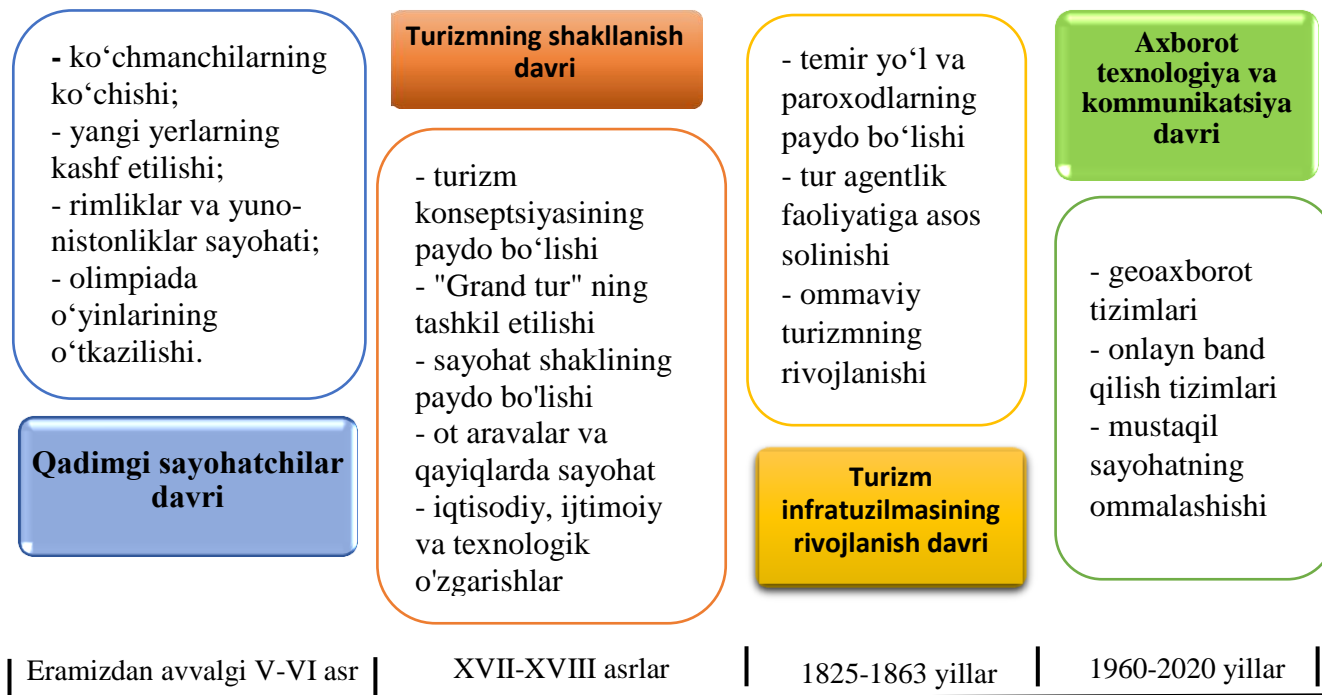 - ko‘chmanchilarning
ko‘chishi;
- yangi yerlarning
kashf etilishi;
- rimliklar va yuno-
nistonliklar sayohati;
- olimpiada
o‘yinlarining
o‘tkazilishi.
Qadimgi sayohatchilar
davri
Eramizdan avvalgi V-VI asr
Turizmning shakllanish
davri
- turizm
konseptsiyasining
paydo bo‘lishi
- "Grand tur" ning
tashkil etilishi
- sayohat shaklining
paydo bo'lishi
- ot aravalar va
qayiqlarda sayohat
- iqtisodiy, ijtimoiy
va texnologik
o'zgarishlar
XVII-XVIII asrlar
- temir yo‘l va
paroxodlarning
paydo bo‘lishi
- tur agentlik
faoliyatiga asos
solinishi
- ommaviy
turizmning
rivojlanishi
Turizm
infratuzilmasining
rivojlanish davri
1825-1863 yillar
Axborot
texnologiya va
kommunikatsiya
davri
- geoaxborot
tizimlari
- onlayn band
qilish tizimlari
- mustaqil
sayohatning
ommalashishi
1960-2020 yillar